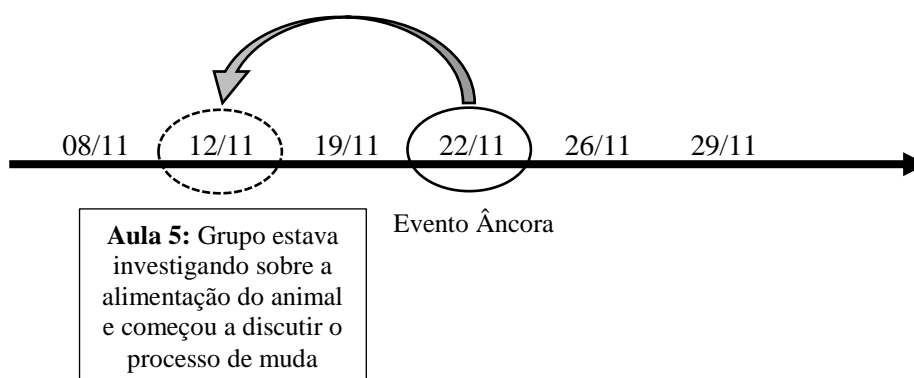 08/11 12/11 19/11 22/11 26/11 29/11
Evento Âncora
Aula 5: Grupo estava
investigando sobre a
alimentação do animal
e começou a discutir o
processo de muda